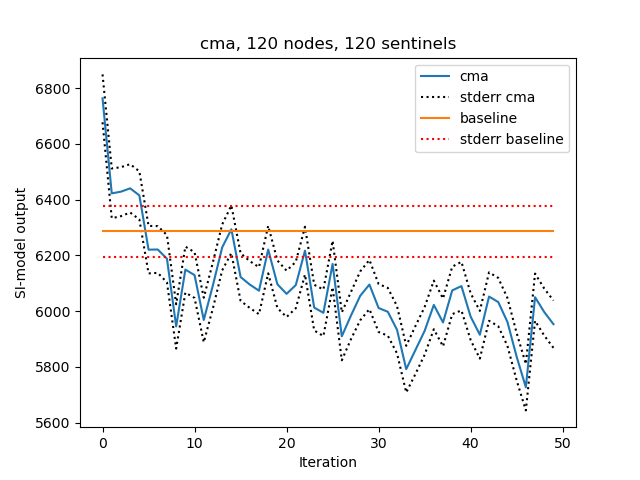 cma, 120 nodes, 120 sentinels
cma
stderr cma
baseline
stderr baseline
SI-model output
6800
6600
6400
6200
6000
5800
5600
0 10 20 30 40 50
Iteration